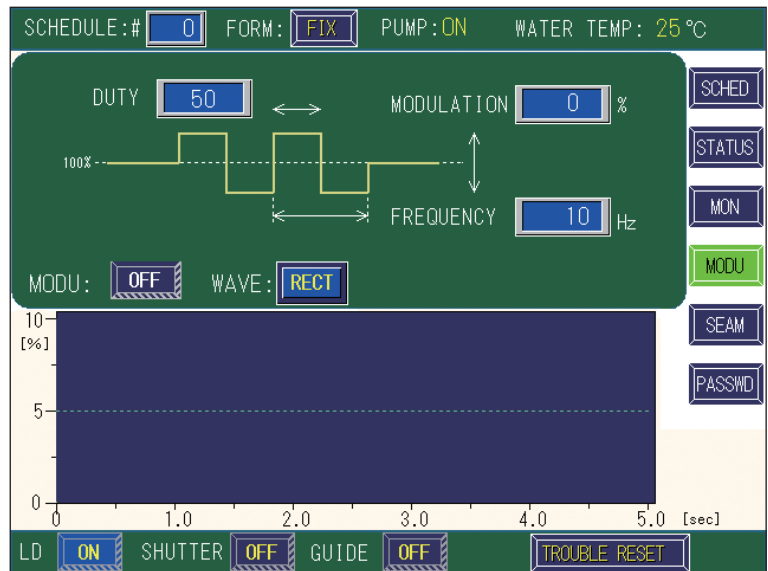 SCHEDULE:# 0 FORM: FIX PUMP:ON WATER TEMP: 25℃
DUTY 50
MODULATION 0 %
100%
FREQUENCY 10 Hz
MODU: OFF WAVE: RECT
SCHED
STATUS
MON
MODU
SEAM
PASSWD
10
[%]
5
0
0 1.0 2.0 3.0 4.0 5.0 [sec]
LD ON SHUTTER OFF GUIDE OFF TROUBLE RESET